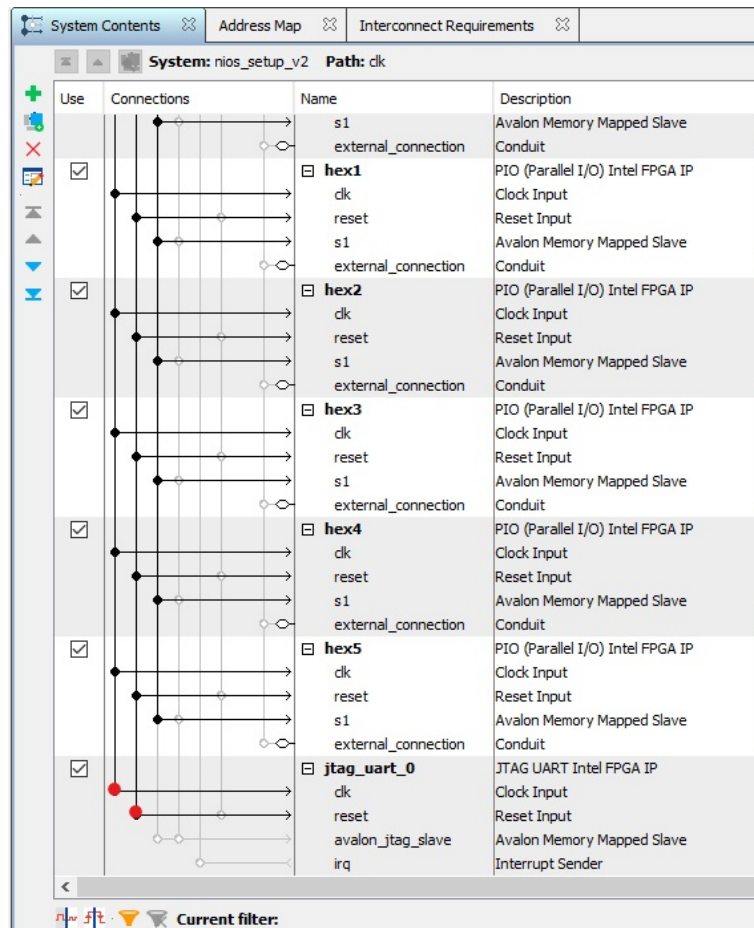 System Contents Address Map Interconnect Requirements
System: nios_setup_v2 Path: clk
Use Connections Name Description
s1 Avalon Memory Mapped Slave
external_connection Conduit
hex1 PIO (Parallel I/O) Intel FPGA IP
clk Clock Input
reset Reset Input
s1 Avalon Memory Mapped Slave
external_connection Conduit
hex2 PIO (Parallel I/O) Intel FPGA IP
clk Clock Input
reset Reset Input
s1 Avalon Memory Mapped Slave
external_connection Conduit
hex3 PIO (Parallel I/O) Intel FPGA IP
clk Clock Input
reset Reset Input
s1 Avalon Memory Mapped Slave
external_connection Conduit
hex4 PIO (Parallel I/O) Intel FPGA IP
clk Clock Input
reset Reset Input
s1 Avalon Memory Mapped Slave
external_connection Conduit
hex5 PIO (Parallel I/O) Intel FPGA IP
clk Clock Input
reset Reset Input
s1 Avalon Memory Mapped Slave
external_connection Conduit
jtag_uart_0 JTAG UART Intel FPGA IP
clk Clock Input
reset Reset Input
avalon_jtag_slave Avalon Memory Mapped Slave
irq Interrupt Sender
Current filter: